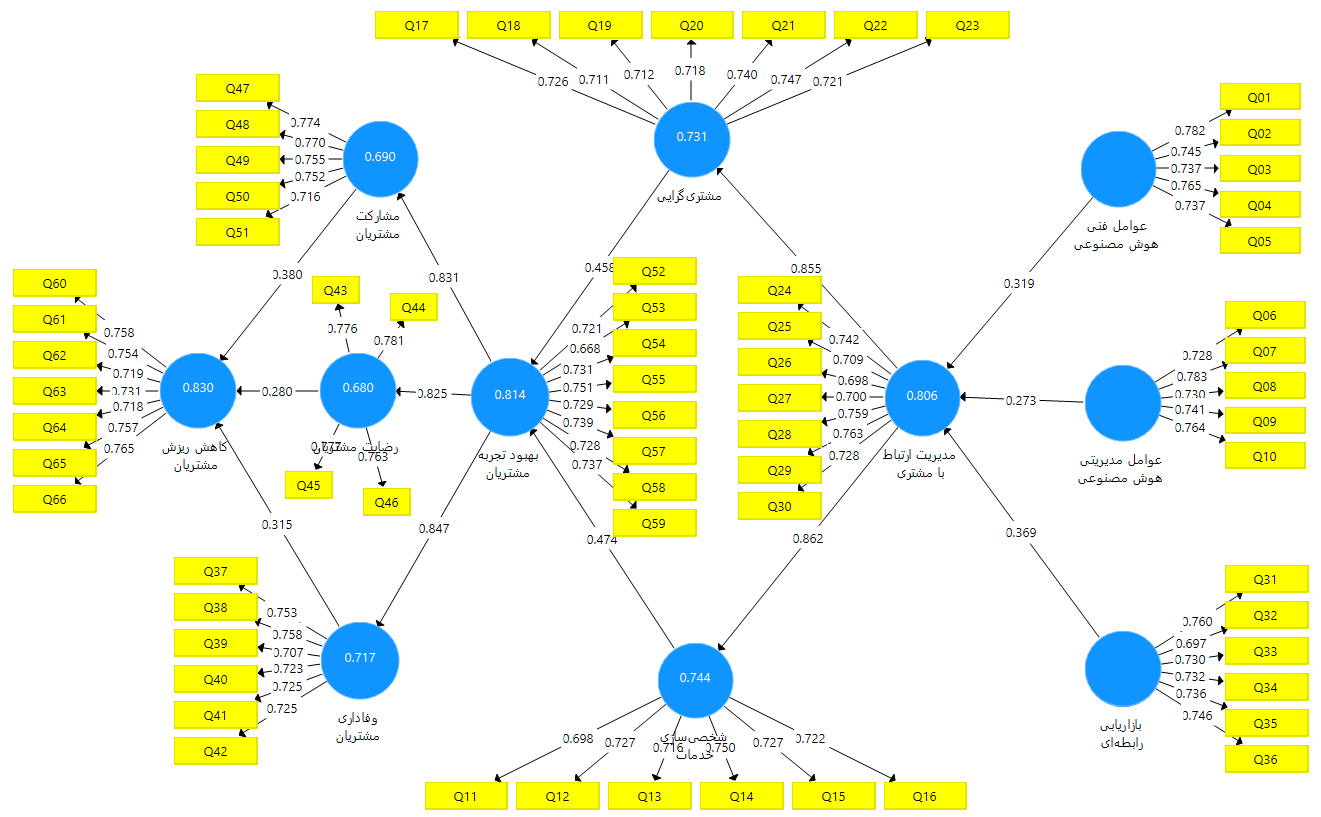 Q17
Q18
Q19
Q20
Q21
Q22
Q23
0.726
0.711
0.712
0.718
0.740
0.747
0.721
0.731
مشتری‌گرایی
Q47
Q48
Q49
Q50
Q51
0.774
0.770
0.755
0.752
0.716
0.690
مشارکت
مشتریان
Q01
Q02
Q03
Q04
Q05
0.782
0.745
0.737
0.765
0.737
عوامل فنی
هوش مصنوعی
0.380
0.831
0.458
0.855
0.319
Q60
Q61
Q62
Q63
Q64
Q65
Q66
0.758
0.754
0.719
0.731
0.718
0.757
0.765
0.830
کاهش ریزش
مشتریان
0.280
Q43
Q44
0.776
0.781
0.680
رضایت مشتریان
0.777
0.763
Q45
Q46
0.825
0.814
بهبود تجربه
مشتریان
Q52
Q53
Q54
Q55
Q56
Q57
Q58
Q59
0.721
0.668
0.731
0.751
0.729
0.739
0.728
0.737
Q24
Q25
Q26
Q27
Q28
Q29
Q30
0.742
0.709
0.698
0.700
0.759
0.763
0.728
0.806
مدیریت ارتباط
با مشتری
0.273
Q06
Q07
Q08
Q09
Q10
0.728
0.783
0.730
0.741
0.764
عوامل مدیریتی
هوش مصنوعی
0.315
0.847
0.474
0.862
0.369
Q37
Q38
Q39
Q40
Q41
Q42
0.753
0.758
0.707
0.723
0.725
0.725
0.717
وفاداری
مشتریان
0.744
شخصی‌سازی
خدمات
0.698
0.727
0.716
0.750
0.727
0.722
Q11
Q12
Q13
Q14
Q15
Q16
Q31
Q32
Q33
Q34
Q35
Q36
0.760
0.697
0.730
0.732
0.736
0.746
بازاریابی
رابطه‌ای